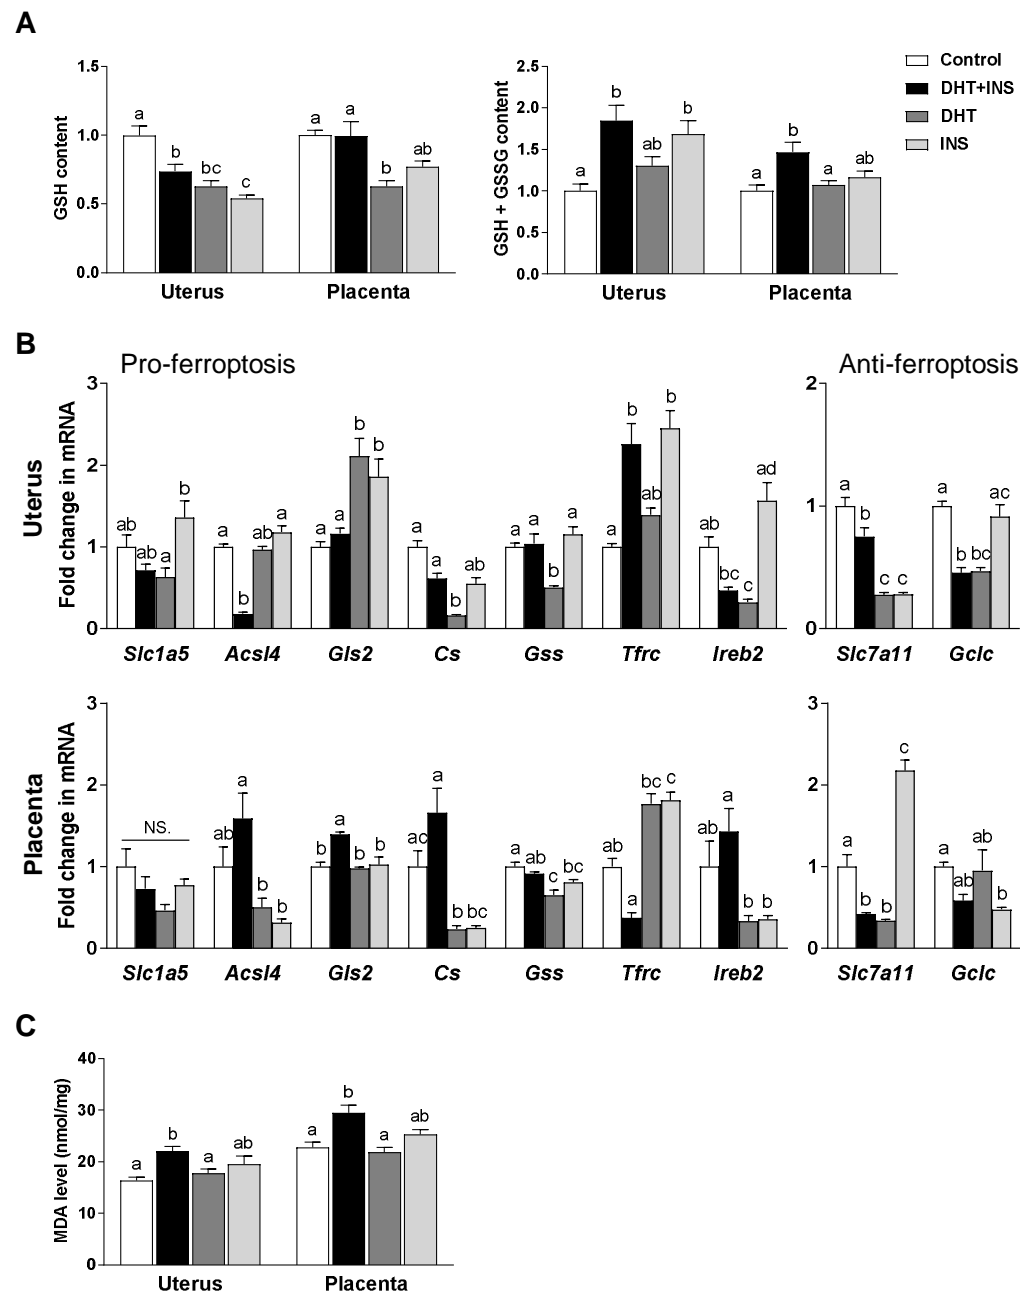 A
1.5
1.0
0.5
0.0
GSH content
a
b
bc
c
a
a
b
ab
Uterus
Placenta
2.5
2.0
1.5
1.0
0.5
0.0
GSH + GSSG content
a
b
ab
b
a
b
a
ab
Uterus
Placenta
Control
DHT+INS
DHT
INS
B
Pro-ferroptosis
Anti-ferroptosis
Uterus
Fold change in mRNA
3
2
1
0
ab
ab
a
b
a
b
ab
a
a
a
b
b
a
a
b
ab
a
a
b
a
a
b
ab
b
ab
bc
c
ad
Slc1a5
Acsl4
Gls2
Cs
Gss
Tfrc
Ireb2
2
1
0
a
b
c
c
a
b
bc
ac
Slc7a11
Gclc
Placenta
Fold change in mRNA
3
2
1
0
NS.
ab
a
b
b
b
a
b
b
ac
a
b
bc
a
ab
c
bc
ab
a
bc
c
ab
a
b
b
Slc1a5
Acsl4
Gls2
Cs
Gss
Tfrc
Ireb2
3
2
1
0
a
b
b
c
a
ab
ab
b
Slc7a11
Gclc
C
40
30
20
10
0
MDA level (nmol/mg)
a
b
a
ab
a
b
a
ab
Uterus
Placenta